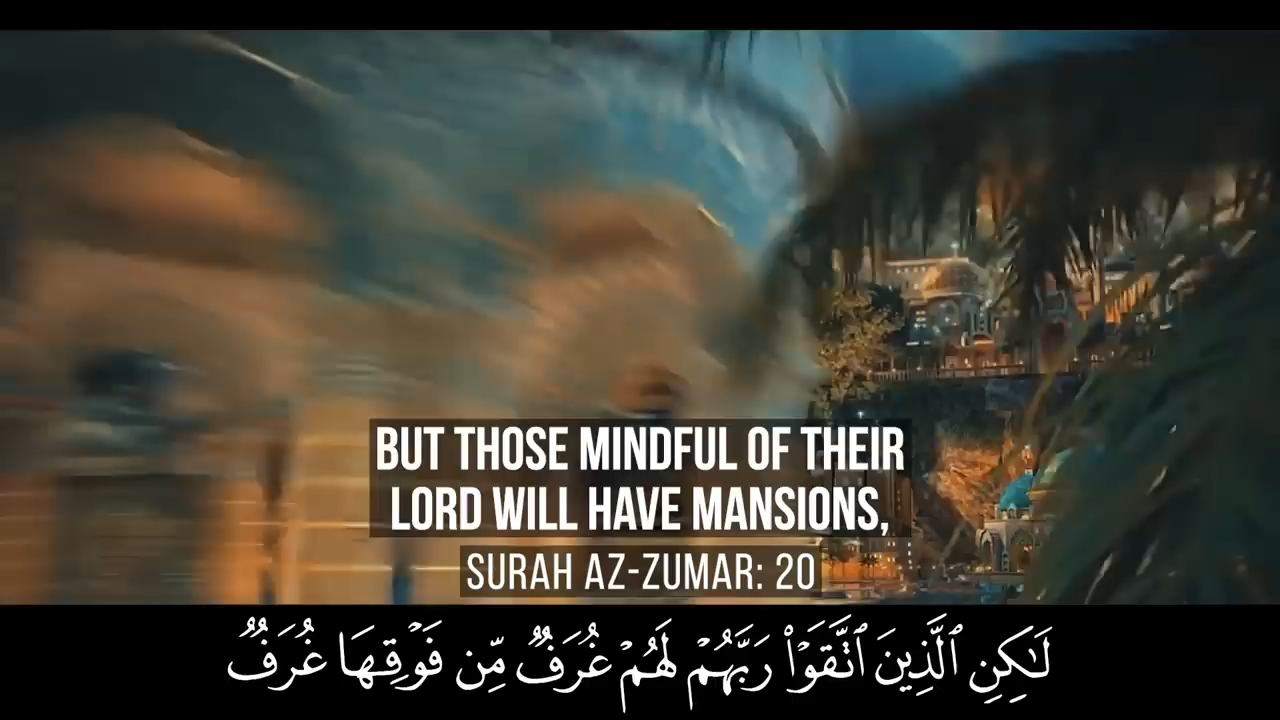 BUT THOSE MINDFUL OF THEIR
LORD WILL HAVE MANSIONS,
SURAH AZ-ZUMAR: 20
لَـٰكِنِ ٱلَّذِينَ ٱتَّقَوْا۟ رَبَّهُمْ لَهُمْ غُرَفٌ مِّن فَوْقِهَا غُرَفٌ